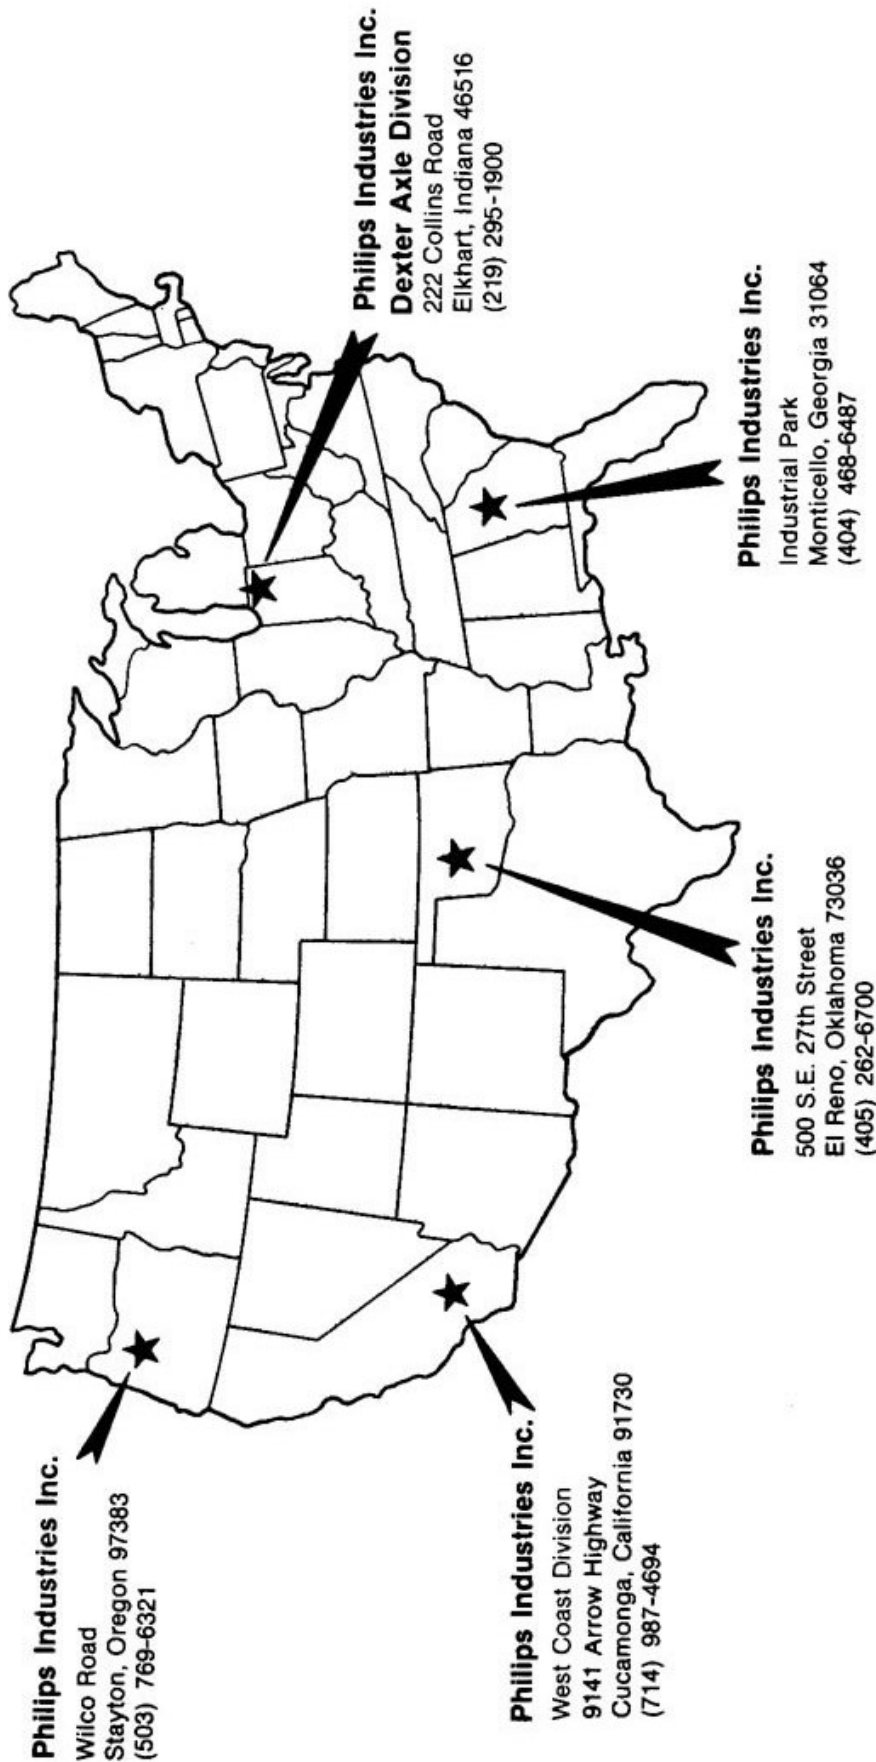 Philips Industries Inc.
Wilco Road
Stayton, Oregon 97383
(503) 769-6321
Philips Industries Inc.
West Coast Division
9141 Arrow Highway
Cucamonga, California 91730
(714) 987-4694
Philips Industries Inc.
500 S.E. 27th Street
El Reno, Oklahoma 73036
(405) 262-6700
Philips Industries Inc.
Industrial Park
Monticello, Georgia 31064
(404) 468-6487
Philips Industries Inc.
Dexter Axle Division
222 Collins Road
Elkhart, Indiana 46516
(219) 295-1900